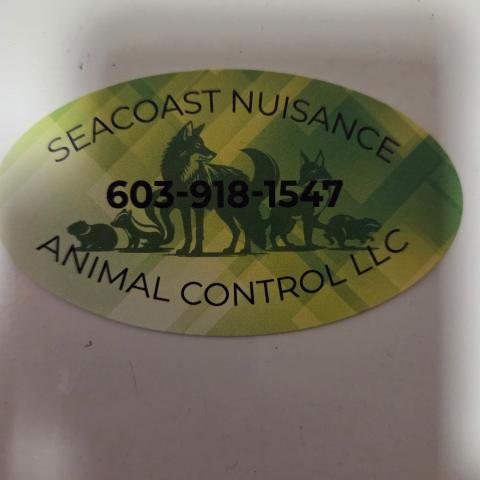 SEACOAST NUISANCE
603-918-1547
ANIMAL CONTROL LLC